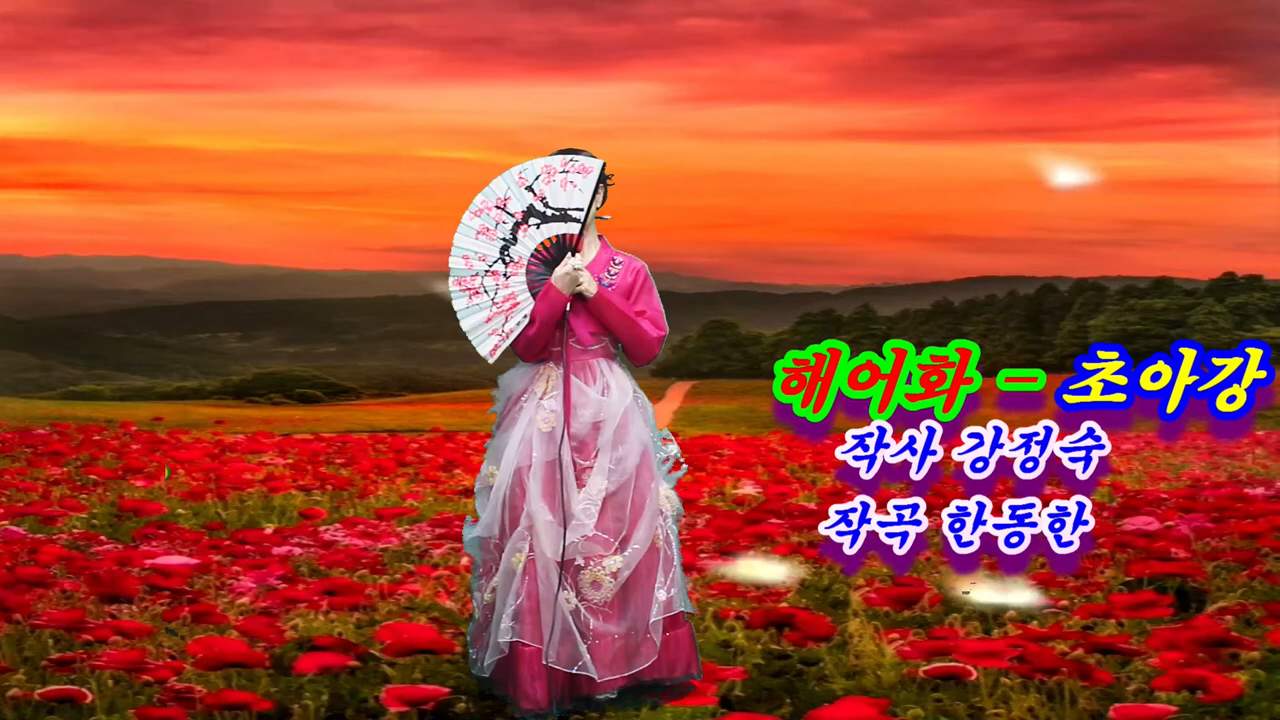 해어화 - 초아강
작사 강정숙
작곡 한동한